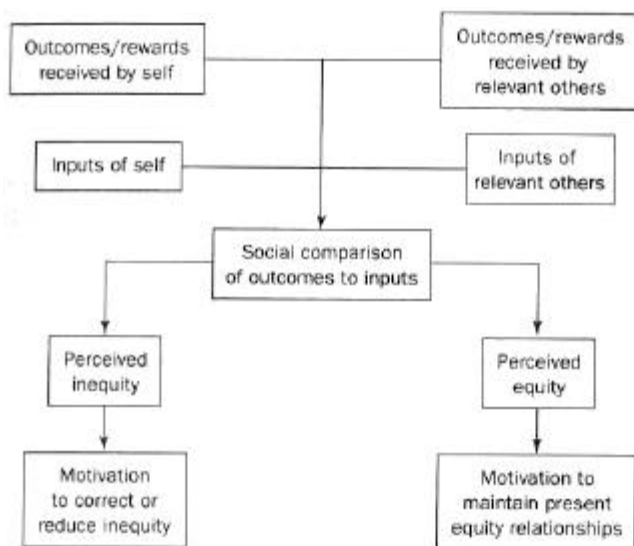 Outcomes/rewards
received by self
Outcomes/rewards
received by
relevant others
Inputs of self
Inputs of
relevant others
Social comparison
of outcomes to inputs
Perceived
inequity
Perceived
equity
Motivation
to correct or
reduce inequity
Motivation to
maintain present
equity relationships